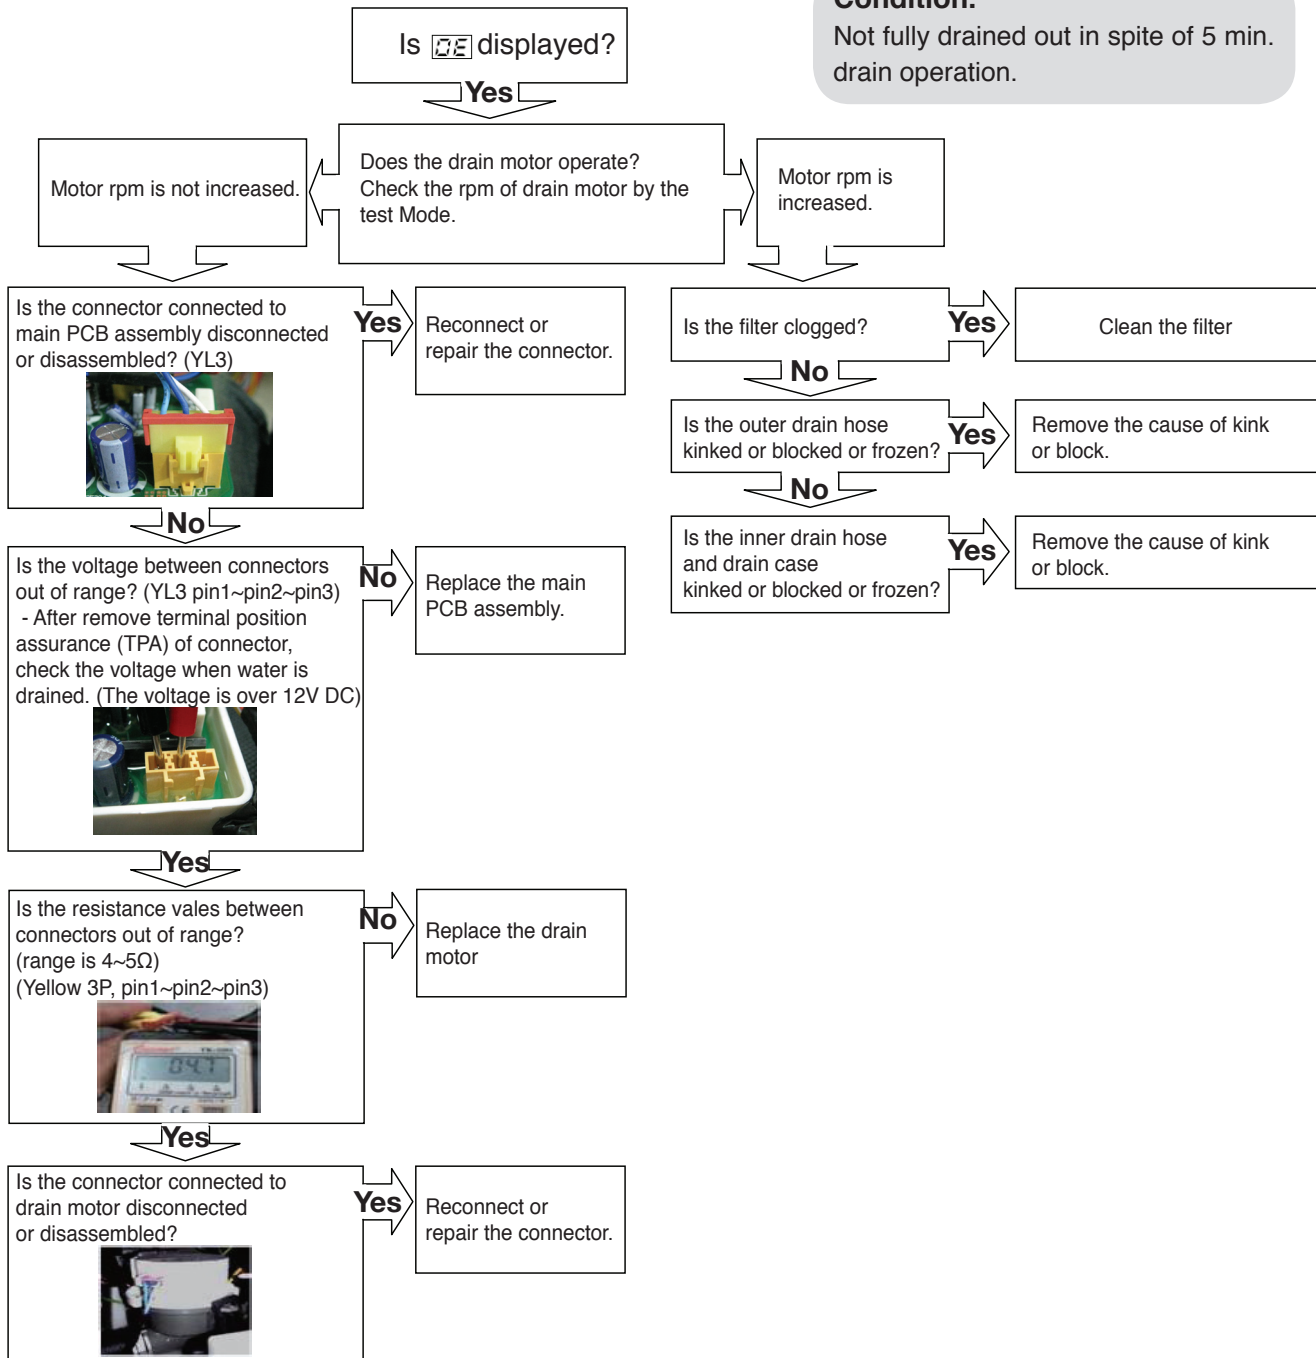 Condition:
Not fully drained out in spite of 5 min.
drain operation.
Is OE displayed?
Yes
Does the drain motor operate?
Check the rpm of drain motor by the
test Mode.
Motor rpm is not increased.
Motor rpm is
increased.
Is the connector connected to
main PCB assembly disconnected
or disassembled? (YL3)
Yes
Reconnect or
repair the connector.
No
Is the voltage between connectors
out of range? (YL3 pin1~pin2~pin3)
- After remove terminal position
assurance (TPA) of connector,
check the voltage when water is
drained. (The voltage is over 12V DC)
No
Replace the main
PCB assembly.
Yes
Is the resistance vales between
connectors out of range?
(range is 4~5Ω)
(Yellow 3P, pin1~pin2~pin3)
04.7
No
Replace the drain
motor
Yes
Is the connector connected to
drain motor disconnected
or disassembled?
Yes
Reconnect or
repair the connector.
Is the filter clogged?
Yes
Clean the filter
No
Is the outer drain hose
kinked or blocked or frozen?
Yes
Remove the cause of kink
or block.
No
Is the inner drain hose
and drain case
kinked or blocked or frozen?
Yes
Remove the cause of kink
or block.